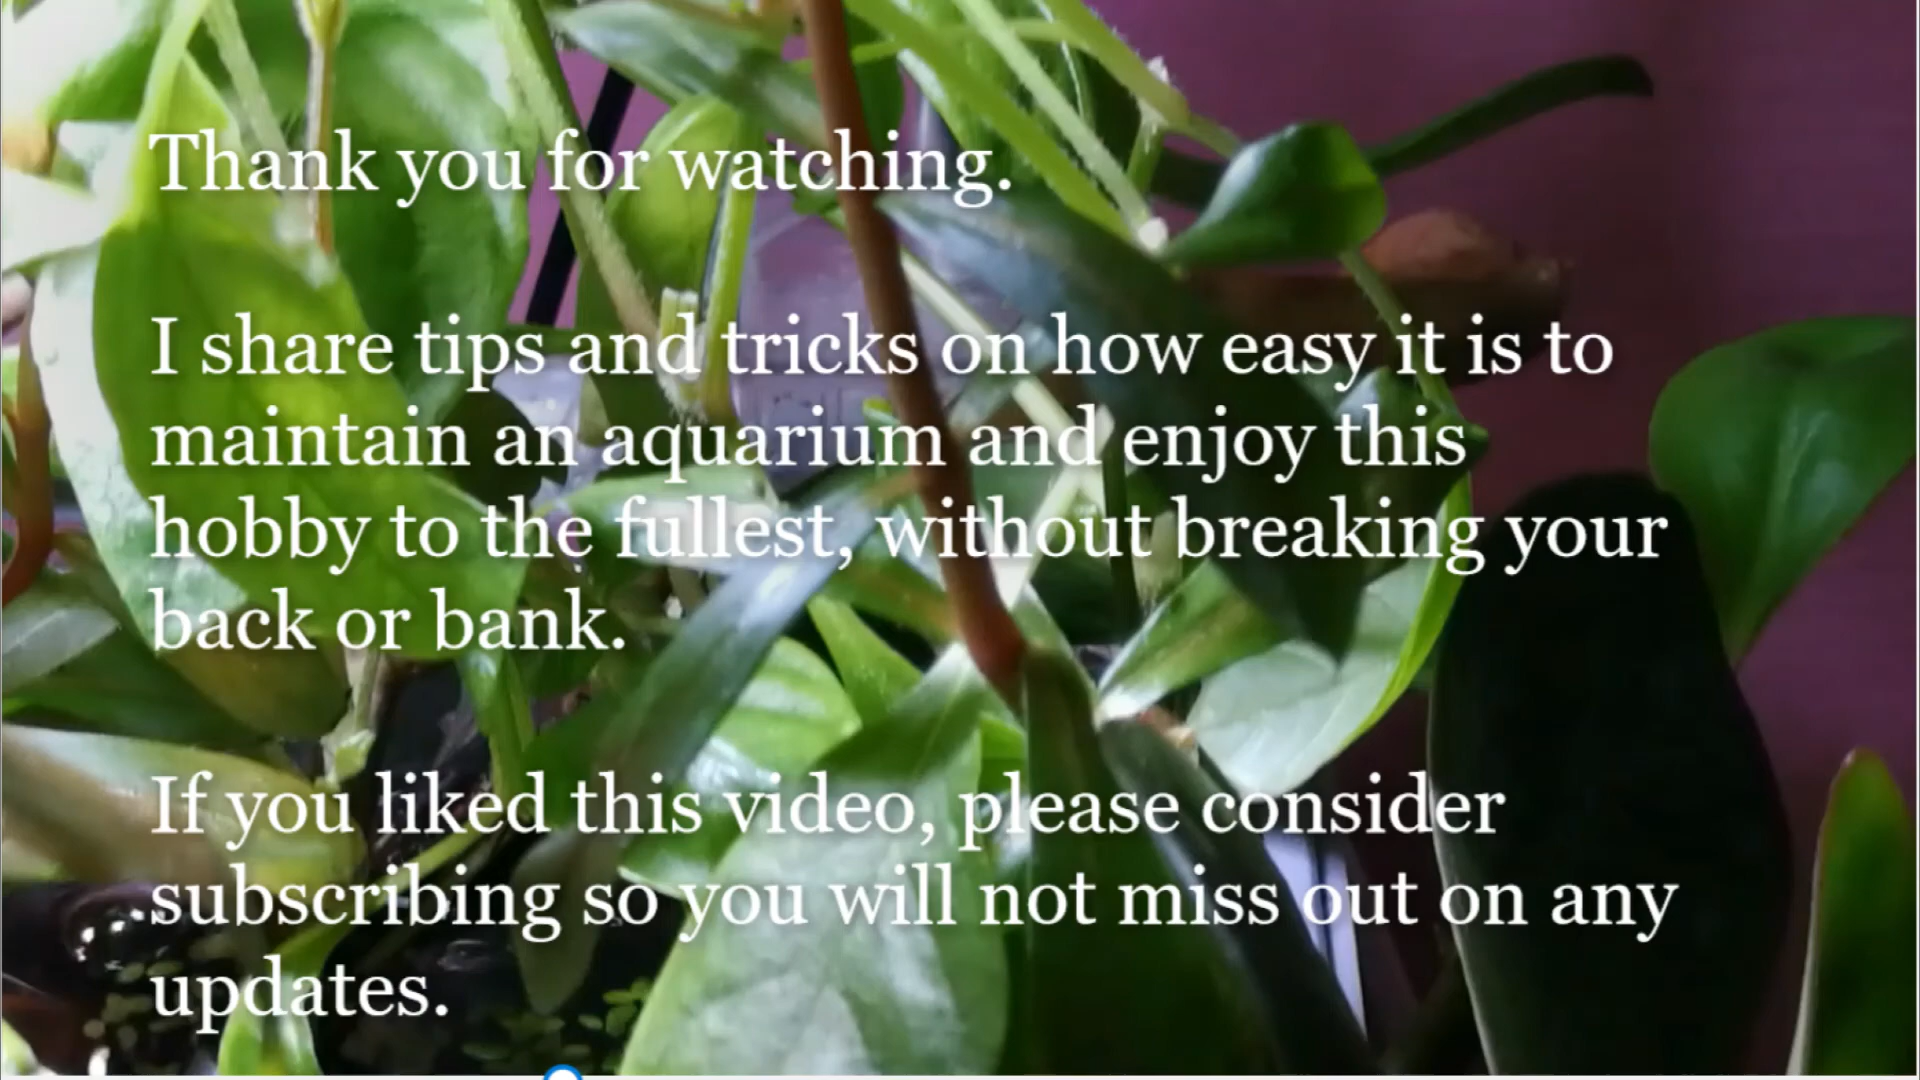 Thank you for watching.
I share tips and tricks on how easy it is to
maintain an aquarium and enjoy this
hobby to the fullest, without breaking your
back or bank.
If you liked this video, please consider
subscribing so you will not miss out on any
updates.